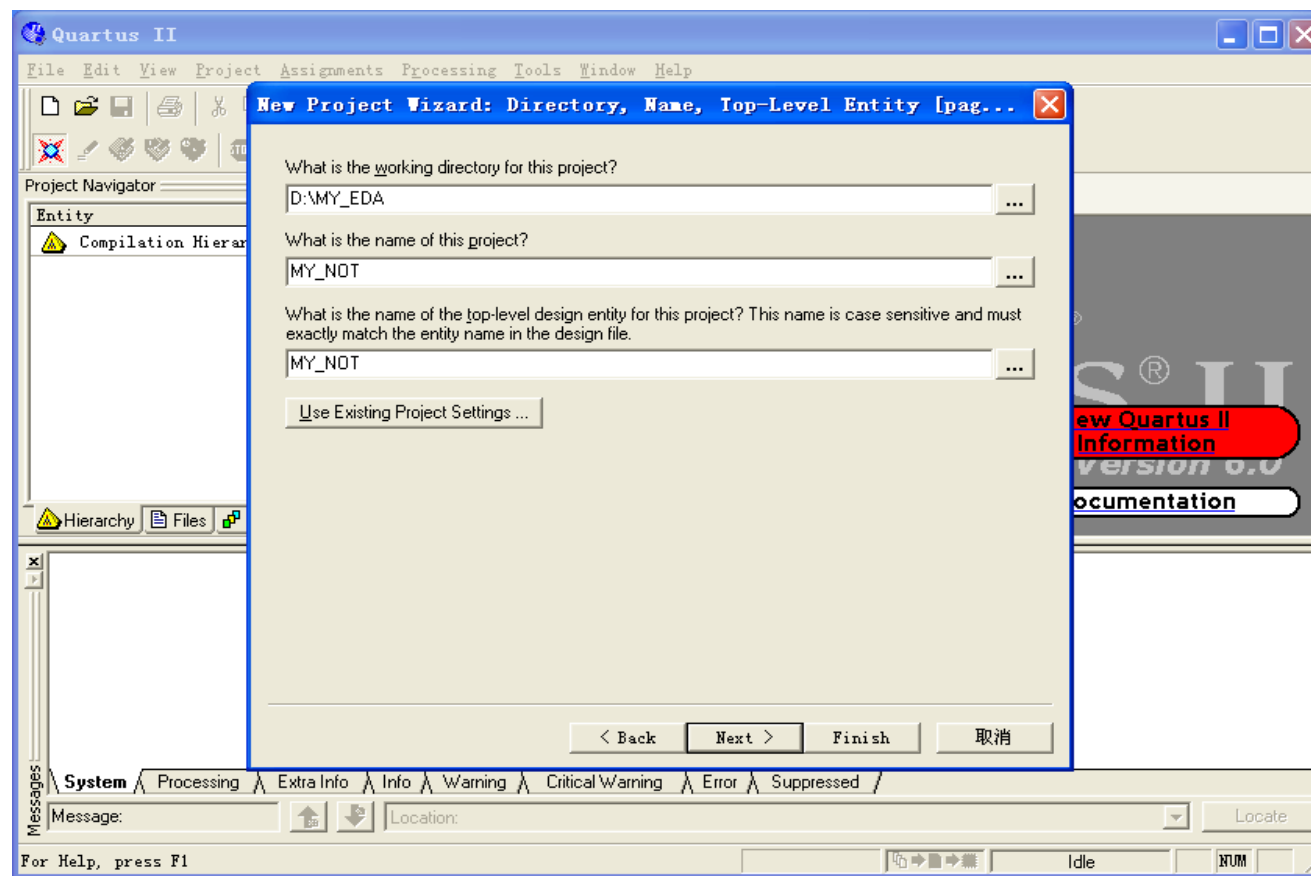 Quartus II
File Edit View Project Assignments Processing Tools Window Help
New Project Wizard: Directory, Name, Top-Level Entity [pag...
What is the working directory for this project?
D:\MY_EDA
...
What is the name of this project?
MY_NOT
...
What is the name of the top-level design entity for this project? This name is case sensitive and must
exactly match the entity name in the design file.
MY_NOT
...
Use Existing Project Settings ...
< Back Next > Finish 取消
Project Navigator
Entity
Compilation Hierar
Hierarchy Files
S® II
ew Quartus II
Information
Version 6.0
ocumentation
System Processing Extra Info Info Warning Critical Warning Error Suppressed
Messages
Message: Location: Locate
For Help, press F1 Idle NUM